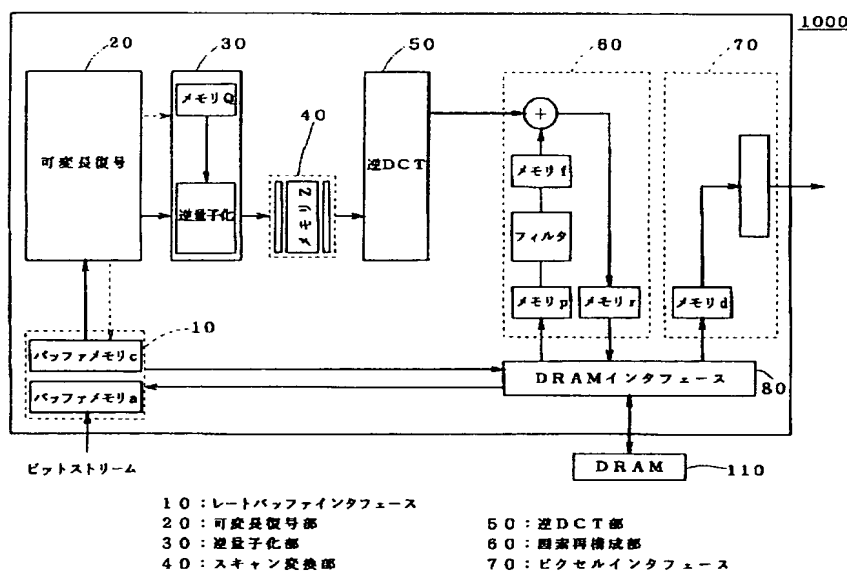 1000
20
30
50
60
70
メモリQ
40
可変長復号
逆DCT
メモリf
逆量子化
メモリZ
フィルタ
メモリp
メモリr
メモリd
10
バッファメモリc
バッファメモリa
DRAMインタフェース
80
ビットストリーム
DRAM
110
10:レートバッファインタフェース
20:可変長復号部
50:逆DCT部
30:逆量子化部
60:画素再構成部
40:スキャン変換部
70:ピクセルインタフェース